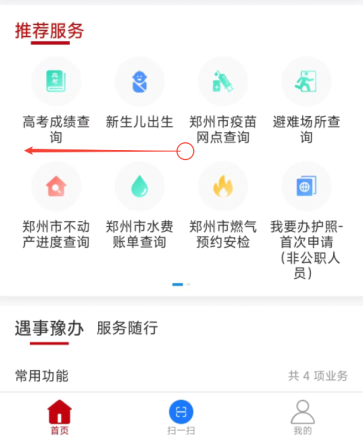 推荐服务
高考成绩查 新生儿出生 郑州市疫苗 避难场所查
询 网点查询 询
郑州市不动 郑州市水费 郑州市燃气 我要办护照-
产进度查询 账单查询 预约安检 首次申请
（非公职人
员）
遇事豫办 服务随行
常用功能 共 4 项业务
首页 扫一扫 我的